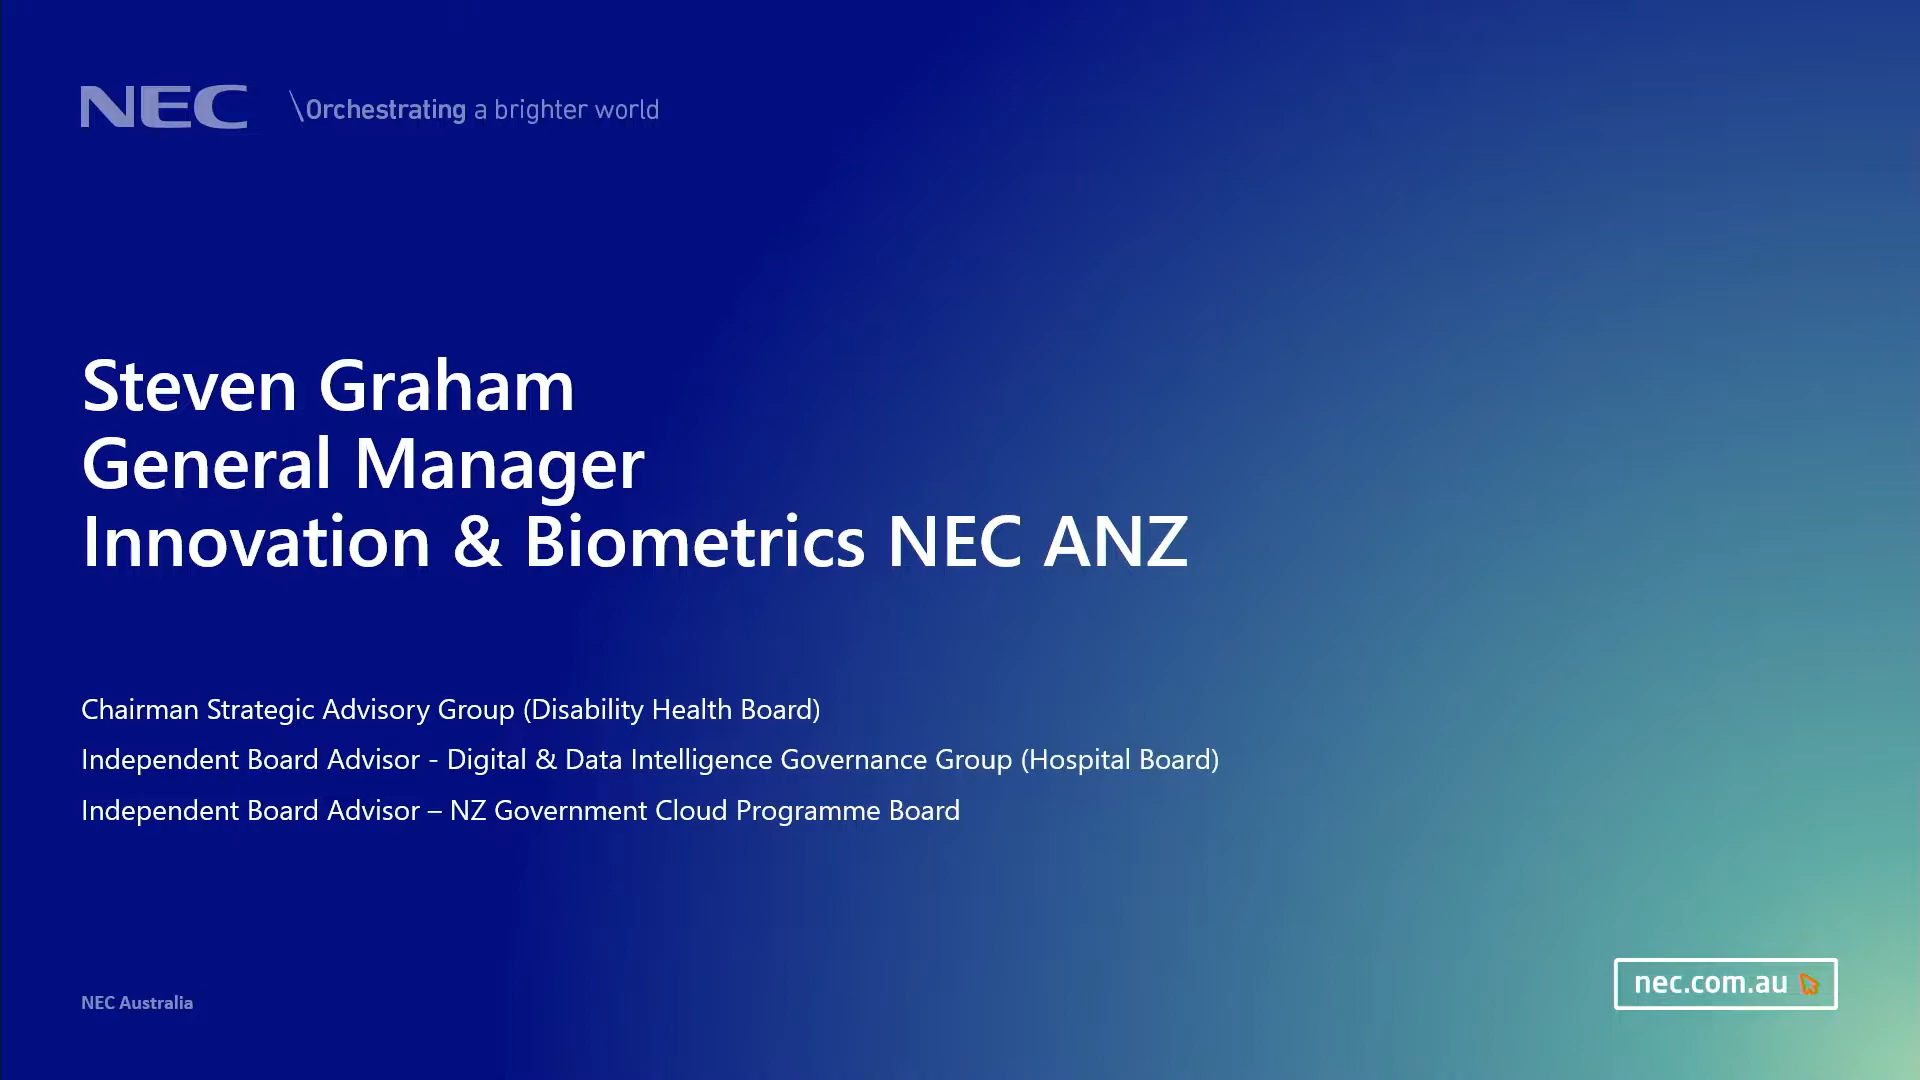 NEC \Orchestrating a brighter world
Steven Graham
General Manager
Innovation & Biometrics NEC ANZ
Chairman Strategic Advisory Group (Disability Health Board)
Independent Board Advisor - Digital & Data Intelligence Governance Group (Hospital Board)
Independent Board Advisor – NZ Government Cloud Programme Board
NEC Australia
nec.com.au